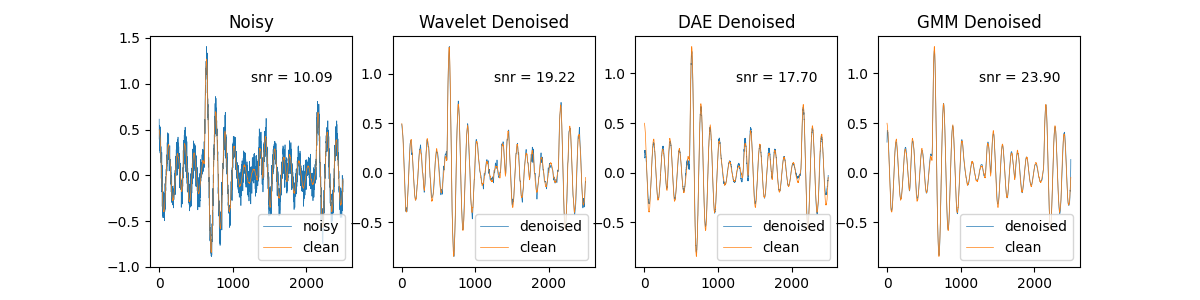 Noisy
1.5
1.0
0.5
0.0
−0.5
−1.0
0
1000
2000
snr = 10.09
noisy
clean
Wavelet Denoised
1.0
0.5
0.0
−0.5
0
1000
2000
snr = 19.22
denoised
clean
DAE Denoised
1.0
0.5
0.0
−0.5
0
1000
2000
snr = 17.70
denoised
clean
GMM Denoised
1.0
0.5
0.0
−0.5
0
1000
2000
snr = 23.90
denoised
clean